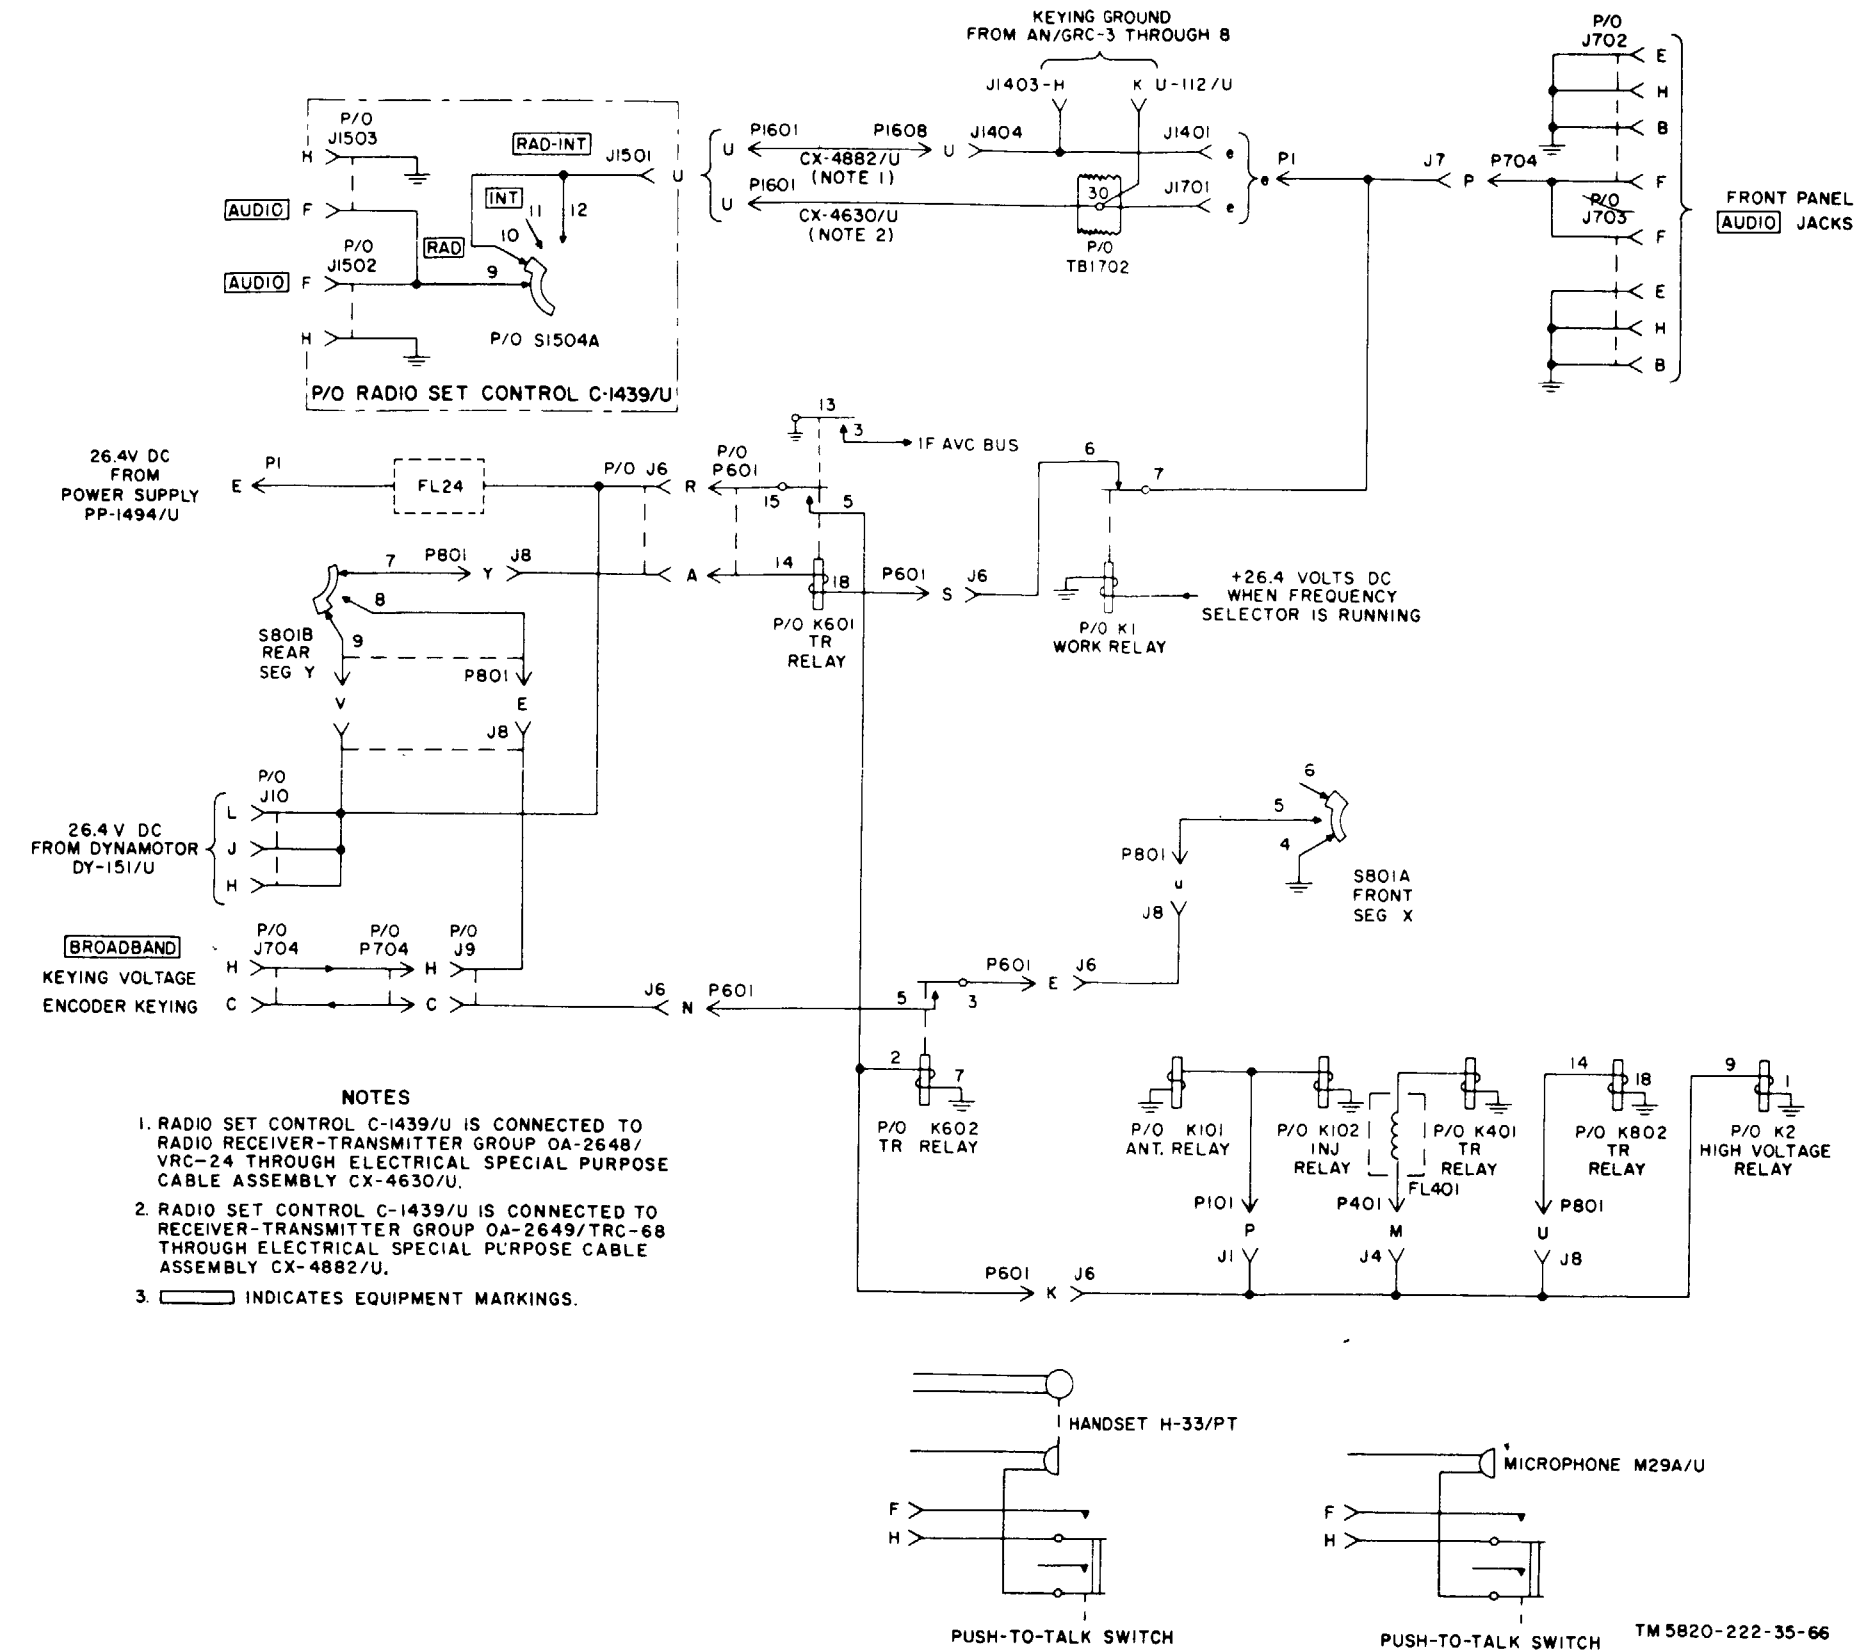 KEYING GROUND
FROM AN/GRC-3 THROUGH 8
J1403-H
K U-112/U
P/O
J702
E
H
B
F
P/O
J703
F
E
H
B
FRONT PANEL
AUDIO JACKS
P/O
J1503
H
RAD-INT
J1501
U
AUDIO F
INT
11
12
10
RAD
9
P/O
J1502
AUDIO F
H
P/O S1504A
P/O RADIO SET CONTROL C-1439/U
U
P1601
P1608
U
J1404
J1401
e
CX-4882/U
(NOTE 1)
U
P1601
CX-4630/U
(NOTE 2)
30
P/O
TB1702
J1701
e
e
P1
J7
P
P704
26.4V DC
FROM
POWER SUPPLY
PP-1494/U
E
P1
FL24
P/O J6
R
P/O
P601
15
13
3
IF AVC BUS
5
6
7
7
P801
Y
J8
A
14
18
P601
S
J6
8
9
S801B
REAR
SEG Y
P801
V
E
J8
P/O K601
TR
RELAY
P/O K1
WORK RELAY
+26.4 VOLTS DC
WHEN FREQUENCY
SELECTOR IS RUNNING
26.4V DC
FROM DYNAMOTOR
DY-151/U
P/O
J10
L
J
H
6
5
4
P801
u
J8
S801A
FRONT
SEG X
BROADBAND
KEYING VOLTAGE
ENCODER KEYING
P/O
J704
P/O
P704
P/O
J9
H
H
C
C
J6
N
P601
5
3
P601
E
J6
2
7
P/O K602
TR RELAY
P/O K101
ANT. RELAY
P/O K102
INJ
RELAY
P/O K401
TR
RELAY
FL401
14
18
P/O K802
TR
RELAY
9
1
P/O K2
HIGH VOLTAGE
RELAY
P101
P
J1
P401
M
J4
P801
U
J8
P601
K
J6
NOTES
1. RADIO SET CONTROL C-1439/U IS CONNECTED TO
RADIO RECEIVER-TRANSMITTER GROUP OA-2648/
VRC-24 THROUGH ELECTRICAL SPECIAL PURPOSE
CABLE ASSEMBLY CX-4630/U.
2. RADIO SET CONTROL C-1439/U IS CONNECTED TO
RECEIVER-TRANSMITTER GROUP OA-2649/TRC-68
THROUGH ELECTRICAL SPECIAL PURPOSE CABLE
ASSEMBLY CX-4882/U.
3. INDICATES EQUIPMENT MARKINGS.
HANDSET H-33/PT
F
H
PUSH-TO-TALK SWITCH
MICROPHONE M29A/U
F
H
PUSH-TO-TALK SWITCH
TM 5820-222-35-66